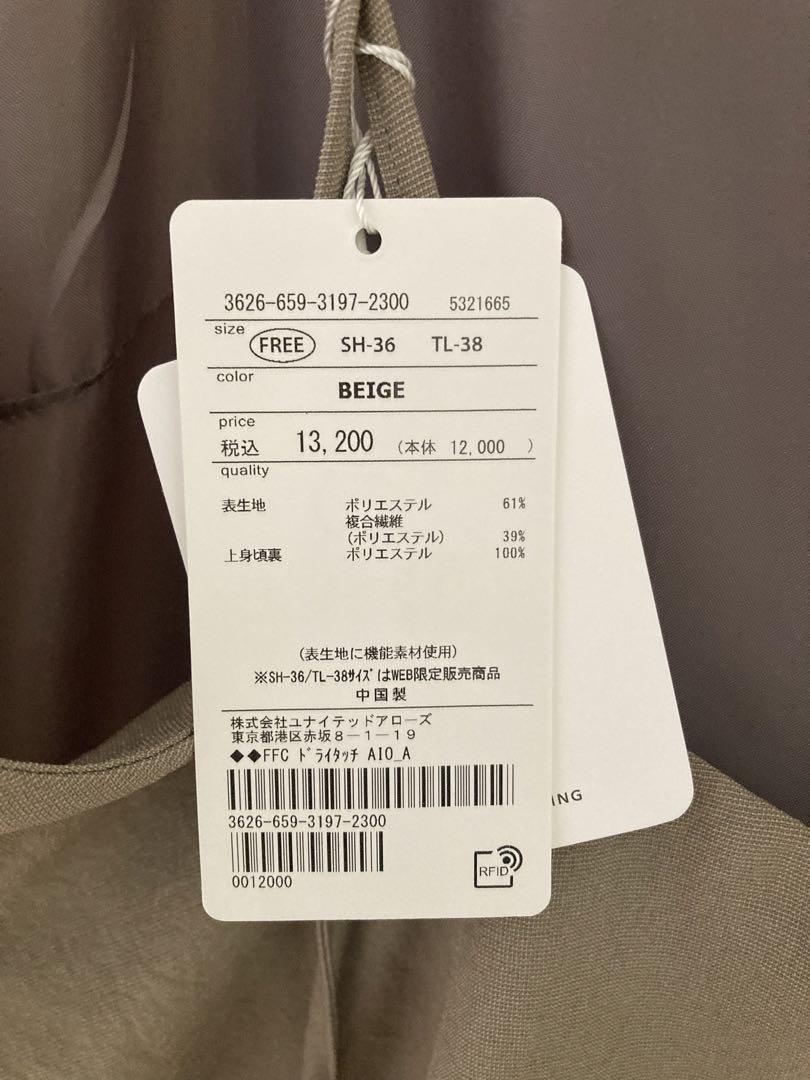 3626-659-3197-2300 5321665
size
FREE SH-36 TL-38
color
BEIGE
price
税込 13,200 (本体 12,000 )
quality
表生地 ポリエステル 61%
複合繊維
(ポリエステル) 39%
上身頃裏 ポリエステル 100%
(表生地に機能素材使用)
※SH-36/TL-38ｻｲｽﾞはWEB限定販売商品
中国製
株式会社ユナイテッドアローズ
東京都港区赤坂8-1-19
◆◆FFC ﾄﾞﾗｲﾀｯﾁ AIO_A
3626-659-3197-2300
0012000
RFID
ING